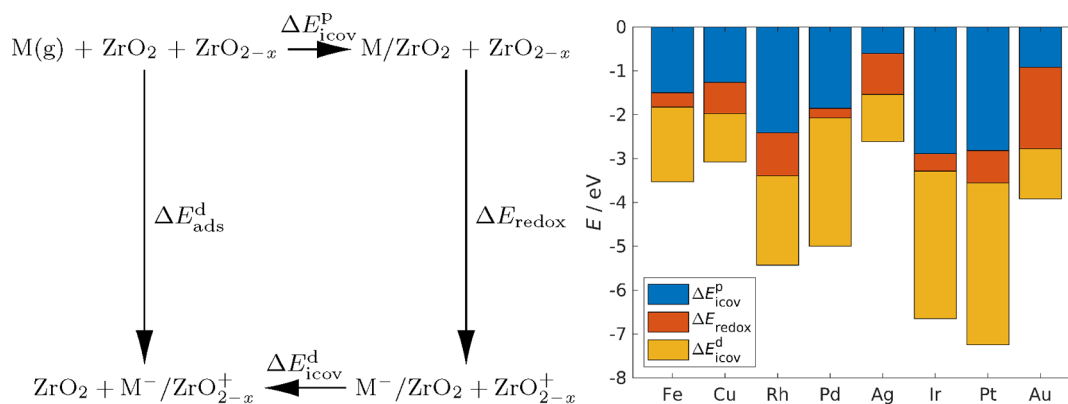 ΔE^p_icov
M(g) + ZrO₂ + ZrO₂₋ₓ M/ZrO₂ + ZrO₂₋ₓ
ΔE^d_ads
ΔE_redox
ΔE^d_icov
ZrO₂ + M⁻/ZrO⁺₂₋ₓ M⁻/ZrO₂ + ZrO⁺₂₋ₓ
0
-1
-2
-3
-4
-5
-6
-7
-8
E / eV
ΔE^p_icov
ΔE_redox
ΔE^d_icov
Fe Cu Rh Pd Ag Ir Pt Au